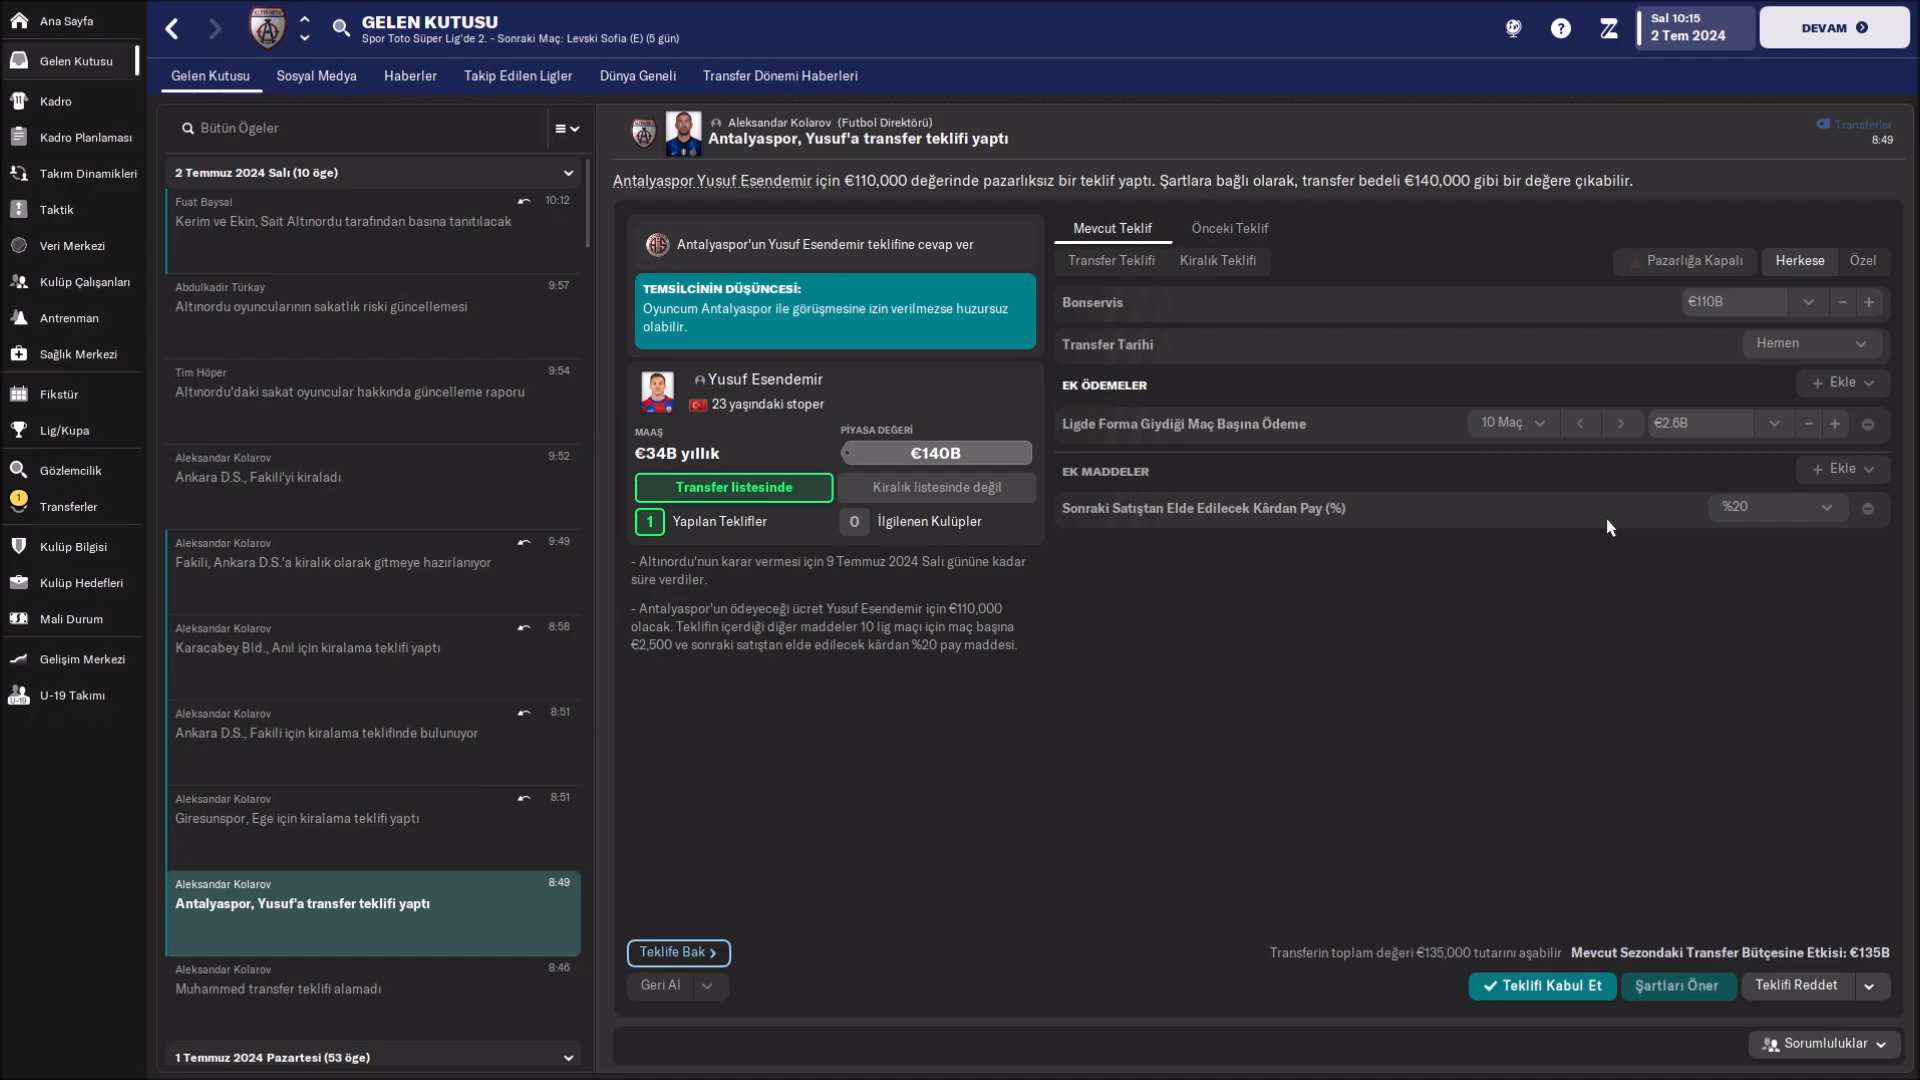 Ana Sayfa
Gelen Kutusu
Kadro
Kadro Planlaması
Takım Dinamikleri
Taktik
Veri Merkezi
Kulüp Çalışanları
Antrenman
Sağlık Merkezi
Fikstür
Lig/Kupa
Gözlemcilik
1
Transferler
Kulüp Bilgisi
Kulüp Hedefleri
Mali Durum
Gelişim Merkezi
U-19
U-19 Takımı
GELEN KUTUSU
Spor Toto Süper Lig'de 2. - Sonraki Maç: Levski Sofia (E) (5 gün)
Sal 10:15
2 Tem 2024
DEVAM
Gelen Kutusu
Sosyal Medya
Haberler
Takip Edilen Ligler
Dünya Geneli
Transfer Dönemi Haberleri
Bütün Ögeler
2 Temmuz 2024 Salı (10 öge)
Fuat Baysal 10:12
Kerim ve Ekin, Sait Altınordu tarafından basına tanıtılacak
Abdulkadir Türkay 9:57
Altınordu oyuncularının sakatlık riski güncellemesi
Tim Höper 9:54
Altınordu'daki sakat oyuncular hakkında güncelleme raporu
Aleksandar Kolarov 9:52
Ankara D.S., Fakili'yi kiraladı
Aleksandar Kolarov 9:49
Fakili, Ankara D.S.'a kiralık olarak gitmeye hazırlanıyor
Aleksandar Kolarov 8:58
Karacabey Bld., Anıl için kiralama teklifi yaptı
Aleksandar Kolarov 8:51
Ankara D.S., Fakili için kiralama teklifinde bulunuyor
Aleksandar Kolarov 8:51
Giresunspor, Ege için kiralama teklifi yaptı
Aleksandar Kolarov 8:49
Antalyaspor, Yusuf'a transfer teklifi yaptı
Aleksandar Kolarov 8:46
Muhammed transfer teklifi alamadı
1 Temmuz 2024 Pazartesi (53 öge)
Aleksandar Kolarov (Futbol Direktörü)
Antalyaspor, Yusuf'a transfer teklifi yaptı
Transferler
8:49
Antalyaspor Yusuf Esendemir için €110,000 değerinde pazarlıksız bir teklif yaptı. Şartlara bağlı olarak, transfer bedeli €140,000 gibi bir değere çıkabilir.
Antalyaspor'un Yusuf Esendemir teklifine cevap ver
TEMSİLCİNİN DÜŞÜNCESİ:
Oyuncum Antalyaspor ile görüşmesine izin verilmezse huzursuz
olabilir.
Yusuf Esendemir
23 yaşındaki stoper
MAAŞ
€34B yıllık
PİYASA DEĞERİ
€140B
Transfer listesinde
Kiralık listesinde değil
1 Yapılan Teklifler
0 İlgilenen Kulüpler
- Altınordu'nun karar vermesi için 9 Temmuz 2024 Salı gününe kadar
süre verdiler.
- Antalyaspor'un ödeyeceği ücret Yusuf Esendemir için €110,000
olacak. Teklifin içerdiği diğer maddeler 10 lig maçı için maç başına
€2,500 ve sonraki satıştan elde edilecek kârdan %20 pay maddesi.
Mevcut Teklif
Önceki Teklif
Transfer Teklifi
Kiralık Teklifi
Pazarlığa Kapalı
Herkese
Özel
Bonservis €110B
Transfer Tarihi Hemen
EK ÖDEMELER + Ekle
Ligde Forma Giydiği Maç Başına Ödeme 10 Maç €2.6B
EK MADDELER + Ekle
Sonraki Satıştan Elde Edilecek Kârdan Pay (%) %20
Teklife Bak
Geri Al
Transferin toplam değeri €135,000 tutarını aşabilir Mevcut Sezondaki Transfer Bütçesine Etkisi: €135B
Teklifi Kabul Et
Şartları Öner
Teklifi Reddet
Sorumluluklar